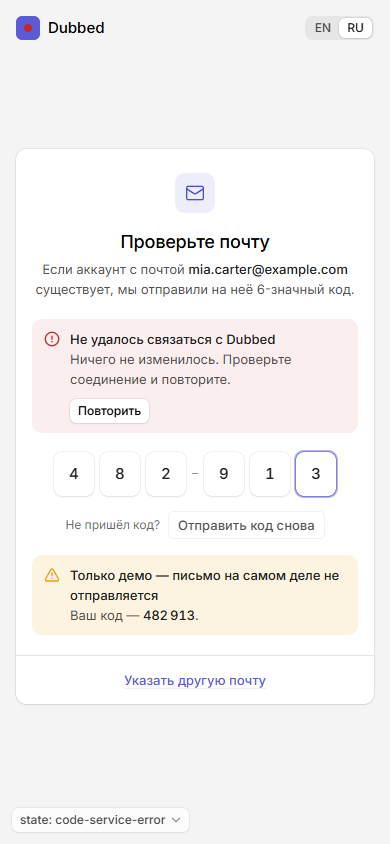 Dubbed
EN RU
Проверьте почту
Если аккаунт с почтой mia.carter@example.com
существует, мы отправили на неё 6-значный код.
Не удалось связаться с Dubbed
Ничего не изменилось. Проверьте
соединение и повторите.
Повторить
4 8 2 – 9 1 3
Не пришёл код? Отправить код снова
Только демо — письмо на самом деле не
отправляется
Ваш код — 482 913.
Указать другую почту
state: code-service-error